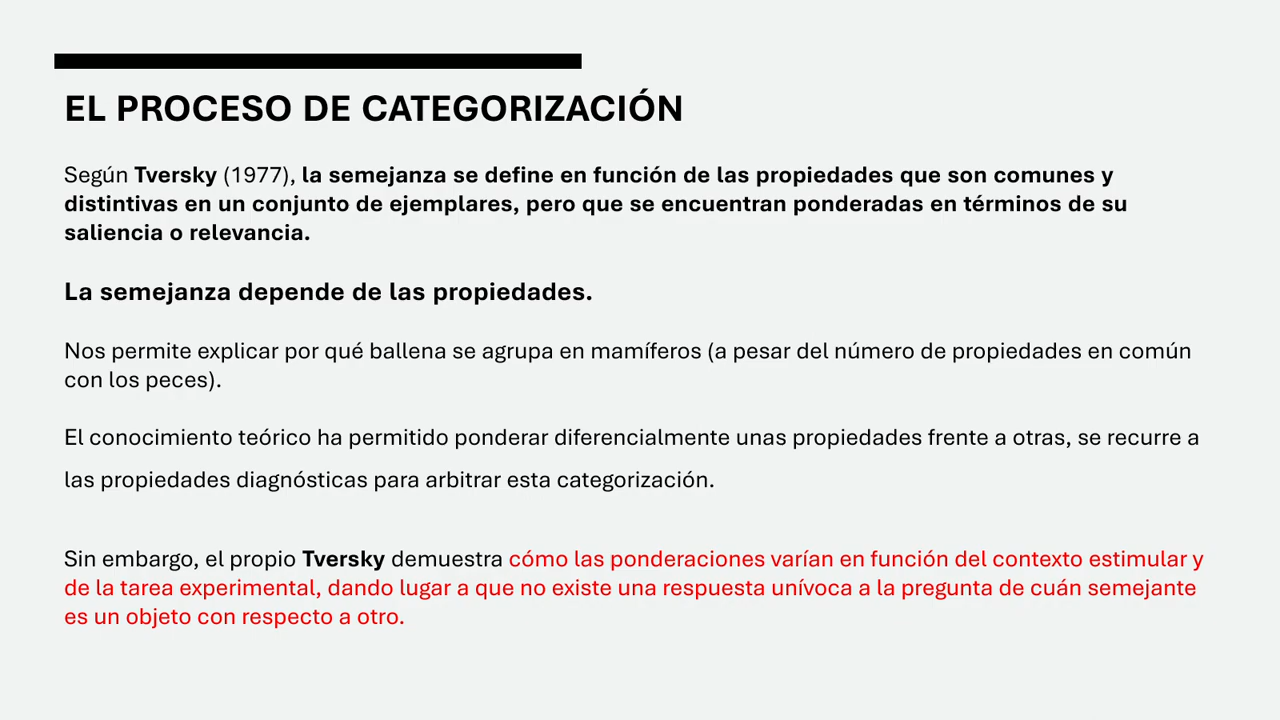 EL PROCESO DE CATEGORIZACIÓN
Según Tversky (1977), la semejanza se define en función de las propiedades que son comunes y
distintivas en un conjunto de ejemplares, pero que se encuentran ponderadas en términos de su
saliencia o relevancia.
La semejanza depende de las propiedades.
Nos permite explicar por qué ballena se agrupa en mamíferos (a pesar del número de propiedades en común
con los peces).
El conocimiento teórico ha permitido ponderar diferencialmente unas propiedades frente a otras, se recurre a
las propiedades diagnósticas para arbitrar esta categorización.
Sin embargo, el propio Tversky demuestra cómo las ponderaciones varían en función del contexto estimular y
de la tarea experimental, dando lugar a que no existe una respuesta unívoca a la pregunta de cuán semejante
es un objeto con respecto a otro.